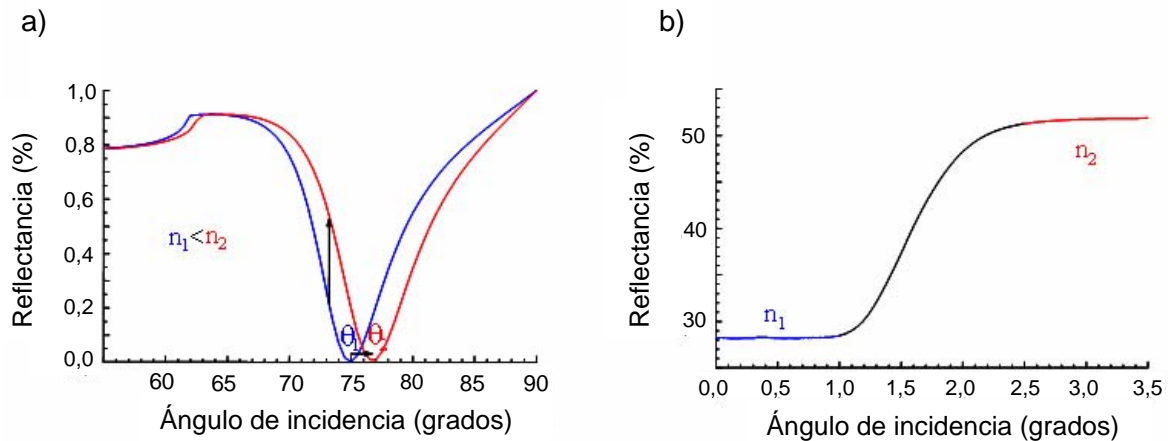 a)
Reflectancia (%)
1,0
0,8
0,6
0,4
0,2
0,0
n1<n2
θ1
θ2
60
65
70
75
80
85
90
Ángulo de incidencia (grados)
b)
Reflectancia (%)
50
40
30
n1
n2
0,0
0,5
1,0
1,5
2,0
2,5
3,0
3,5
Ángulo de incidencia (grados)